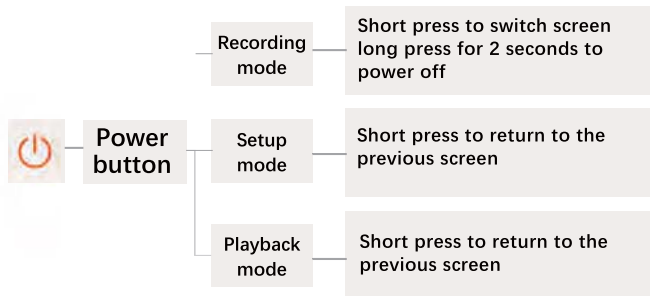 Recording
mode
Short press to switch screen
long press for 2 seconds to
power off
Power
button
Setup
mode
Short press to return to the
previous screen
Playback
mode
Short press to return to the
previous screen